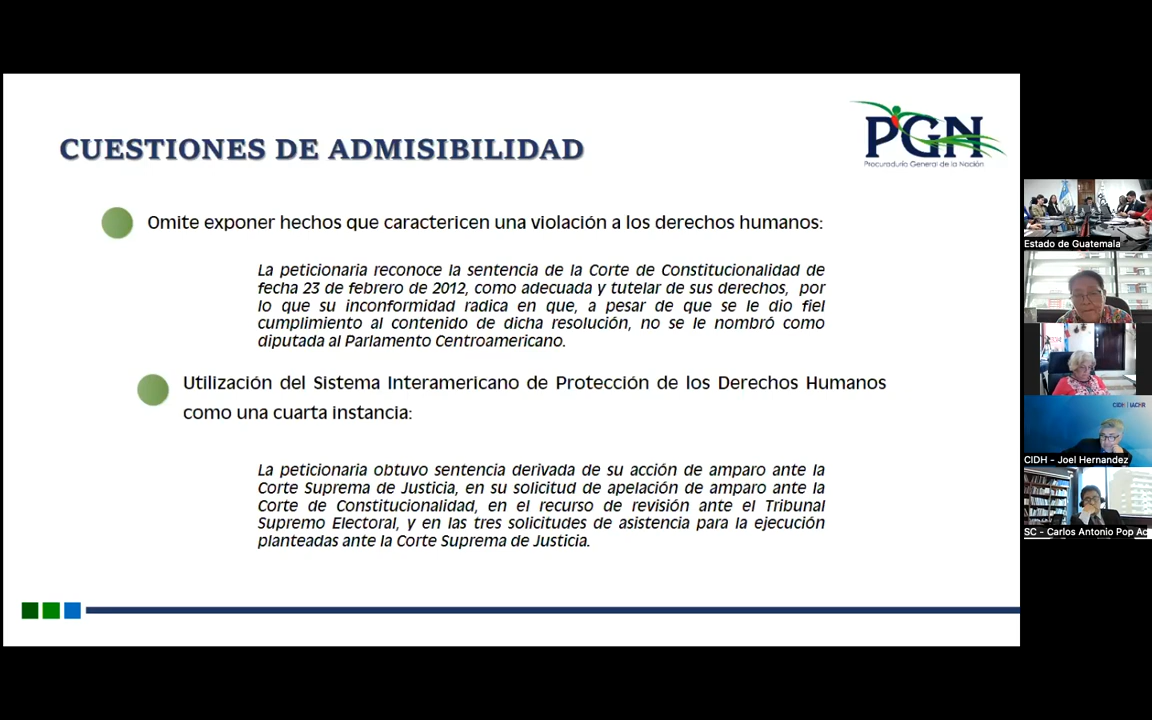 CUESTIONES DE ADMISIBILIDAD
PGN
Procuraduría General de la Nación
Omite exponer hechos que caractericen una violación a los derechos humanos:
La peticionaria reconoce la sentencia de la Corte de Constitucionalidad de
fecha 23 de febrero de 2012, como adecuada y tutelar de sus derechos, por
lo que su inconformidad radica en que, a pesar de que se le dio fiel
cumplimiento al contenido de dicha resolución, no se le nombró como
diputada al Parlamento Centroamericano.
Utilización del Sistema Interamericano de Protección de los Derechos Humanos
como una cuarta instancia:
La peticionaria obtuvo sentencia derivada de su acción de amparo ante la
Corte Suprema de Justicia, en su solicitud de apelación de amparo ante la
Corte de Constitucionalidad, en el recurso de revisión ante el Tribunal
Supremo Electoral, y en las tres solicitudes de asistencia para la ejecución
planteadas ante la Corte Suprema de Justicia.
Estado de Guatemala
CIDH | IACHR
CIDH - Joel Hernandez
SC - Carlos Antonio Pop Ac